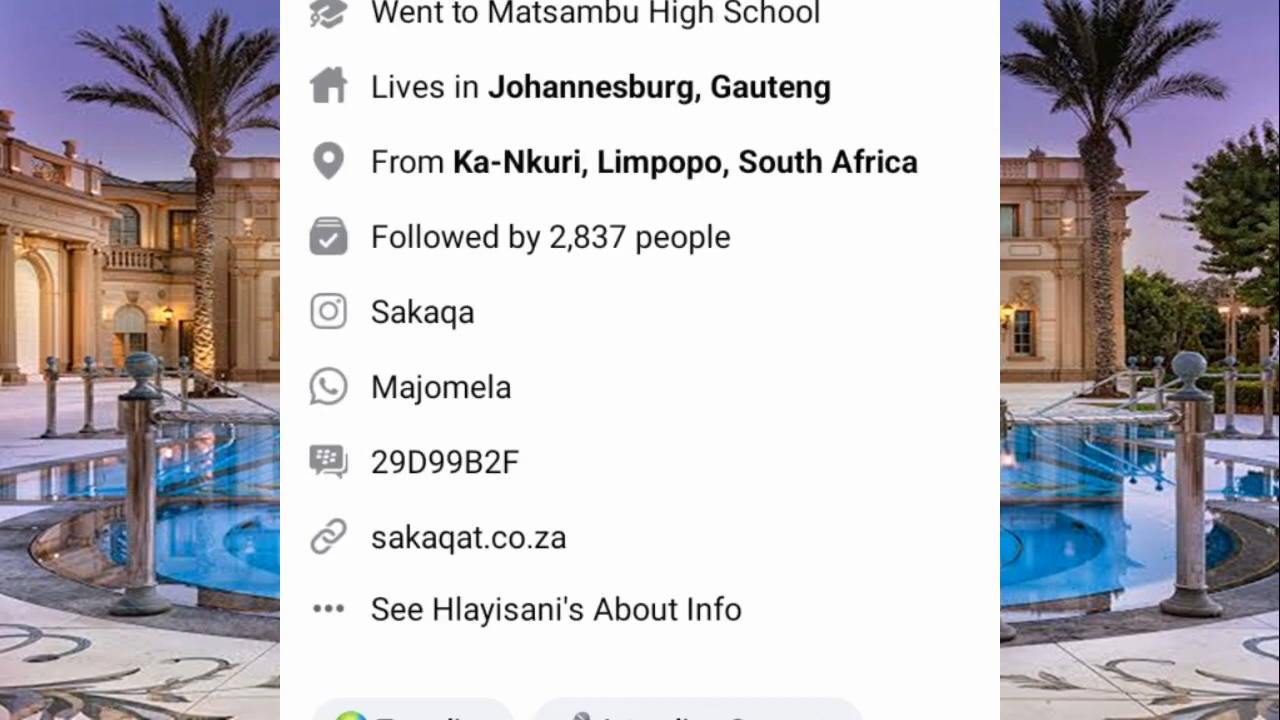 Went to Matsambu High School
Lives in Johannesburg, Gauteng
From Ka-Nkuri, Limpopo, South Africa
Followed by 2,837 people
Sakaqa
Majomela
29D99B2F
sakaqat.co.za
See Hlayisani's About Info